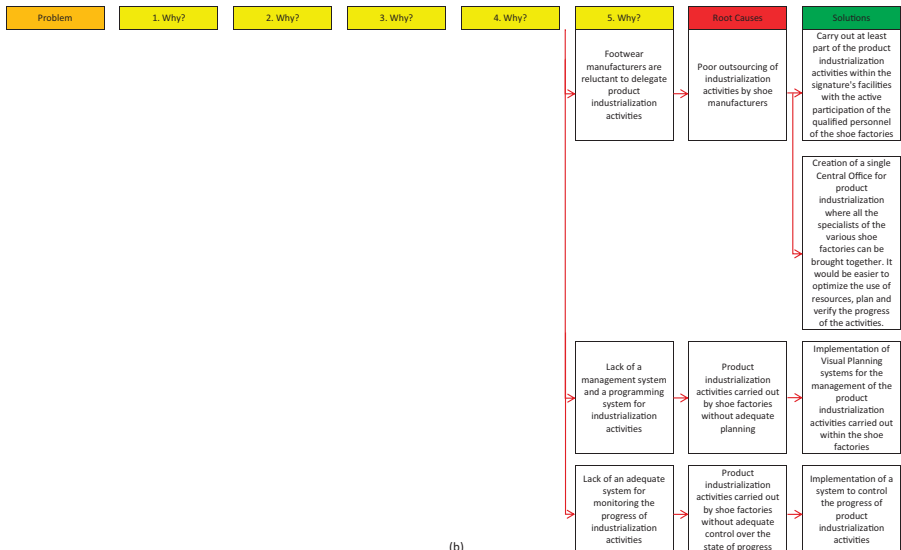 Problem
1. Why?
2. Why?
3. Why?
4. Why?
5. Why?
Root Causes
Solutions
Footwear
manufacturers are
reluctant to delegate
product
industrialization
activities
Poor outsourcing of
industrialization
activities by shoe
manufacturers
Carry out at least
part of the product
industrialization
activities within the
signature's facilities
with the active
participation of the
qualified personnel
of the shoe factories
Creation of a single
Central Office for
product
industrialization
where all the
specialists of the
various shoe
factories can be
brought together. It
would be easier to
optimize the use of
resources, plan and
verify the progress
of the activities.
Lack of a
management system
and a programming
system for
industrialization
activities
Product
industrialization
activities carried out
by shoe factories
without adequate
planning
Implementation of
Visual Planning
systems for the
management of the
product
industrialization
activities carried out
within the shoe
factories
Lack of an adequate
system for
monitoring the
progress of
industrialization
activities
Product
industrialization
activities carried out
by shoe factories
without adequate
control over the
state of progress
Implementation of a
system to control
the progress of
product
industrialization
activities
(b)